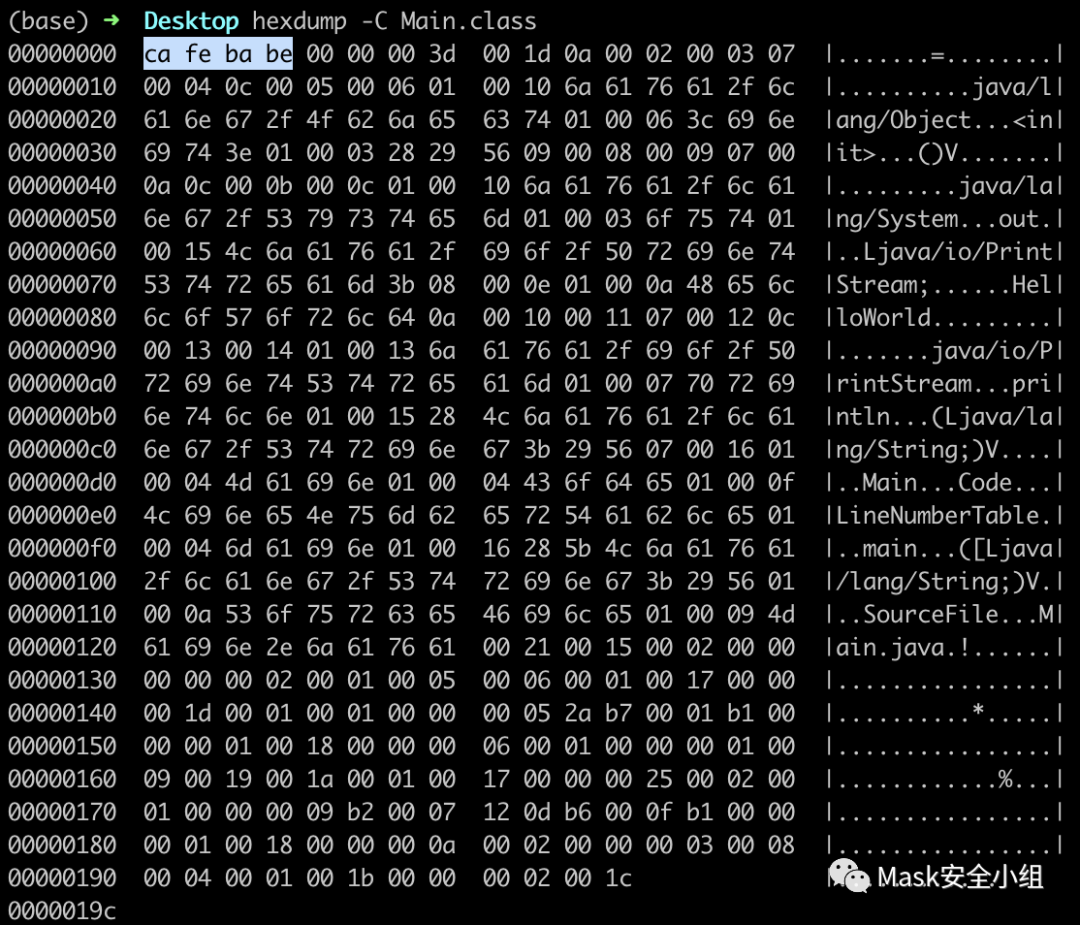 (base) ➜  Desktop hexdump -C Main.class
00000000  ca fe ba be 00 00 00 3d  00 1d 0a 00 02 00 03 07  |.......=........|
00000010  00 04 0c 00 05 00 06 01  00 10 6a 61 76 61 2f 6c  |..........java/l|
00000020  61 6e 67 2f 4f 62 6a 65  63 74 01 00 06 3c 69 6e  |ang/Object...<in|
00000030  69 74 3e 01 00 03 28 29  56 09 00 08 00 09 07 00  |it>...()V.......|
00000040  0a 0c 00 0b 00 0c 01 00  10 6a 61 76 61 2f 6c 61  |.........java/la|
00000050  6e 67 2f 53 79 73 74 65  6d 01 00 03 6f 75 74 01  |ng/System...out.|
00000060  00 15 4c 6a 61 76 61 2f  69 6f 2f 50 72 69 6e 74  |..Ljava/io/Print|
00000070  53 74 72 65 61 6d 3b 08  00 0e 01 00 0a 48 65 6c  |Stream;......Hel|
00000080  6c 6f 57 6f 72 6c 64 0a  00 10 00 11 07 00 12 0c  |loWorld.........|
00000090  00 13 00 14 01 00 13 6a  61 76 61 2f 69 6f 2f 50  |.......java/io/P|
000000a0  72 69 6e 74 53 74 72 65  61 6d 01 00 07 70 72 69  |rintStream...pri|
000000b0  6e 74 6c 6e 01 00 15 28  4c 6a 61 76 61 2f 6c 61  |ntln...(Ljava/la|
000000c0  6e 67 2f 53 74 72 69 6e  67 3b 29 56 07 00 16 01  |ng/String;)V....|
000000d0  00 04 4d 61 69 6e 01 00  04 43 6f 64 65 01 00 0f  |..Main...Code...|
000000e0  4c 69 6e 65 4e 75 6d 62  65 72 54 61 62 6c 65 01  |LineNumberTable.|
000000f0  00 04 6d 61 69 6e 01 00  16 28 5b 4c 6a 61 76 61  |..main...([Ljava|
00000100  2f 6c 61 6e 67 2f 53 74  72 69 6e 67 3b 29 56 01  |/lang/String;)V.|
00000110  00 0a 53 6f 75 72 63 65  46 69 6c 65 01 00 09 4d  |..SourceFile...M|
00000120  61 69 6e 2e 6a 61 76 61  00 21 00 15 00 02 00 00  |ain.java.!......|
00000130  00 00 00 02 00 01 00 05  00 06 00 01 00 17 00 00  |................|
00000140  00 1d 00 01 00 01 00 00  00 05 2a b7 00 01 b1 00  |..........*.....|
00000150  00 00 01 00 18 00 00 00  06 00 01 00 00 00 01 00  |................|
00000160  09 00 19 00 1a 00 01 00  17 00 00 00 25 00 02 00  |............%...|
00000170  01 00 00 00 09 b2 00 07  12 0d b6 00 0f b1 00 00  |................|
00000180  00 01 00 18 00 00 00 0a  00 02 00 00 00 03 00 08  |................|
00000190  00 04 00 01 00 1b 00 00  00 02 00 1c
Mask安全小组
0000019c